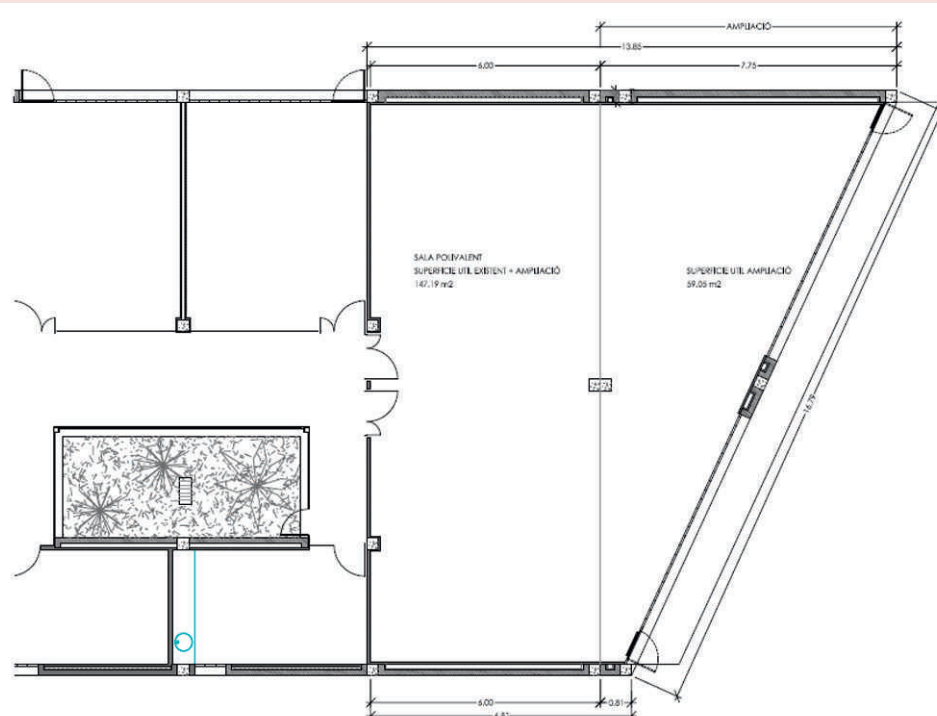 AMPLIACIÓ
13.85
6.00
7.75
SALA POLIVALENT
SUPERFICIE UTIL EXISTENT + AMPLIACIÓ
147.19 m2
SUPERFICIE UTIL AMPLIACIÓ
59.05 m2
16.79
6.00
0.81